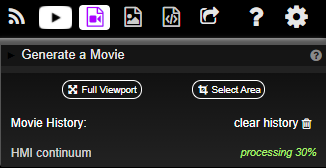 ?
Generate a Movie
?
Full Viewport
Select Area
Movie History:
clear history
HMI continuum
processing 30%